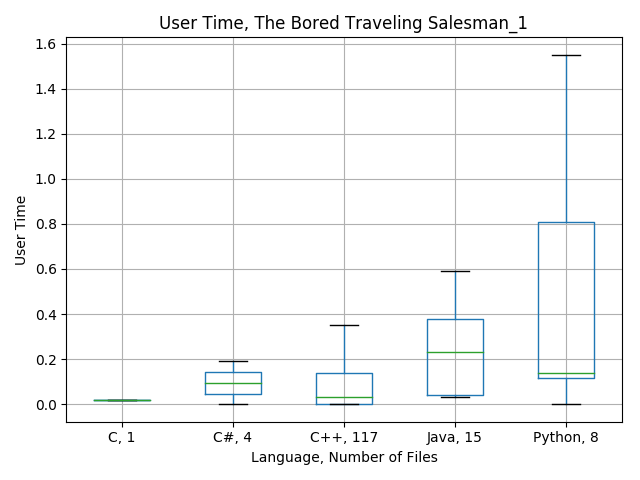 User Time, The Bored Traveling Salesman_1
1.6
1.4
1.2
1.0
0.8
0.6
0.4
0.2
0.0
User Time
C, 1
C#, 4
C++, 117
Java, 15
Python, 8
Language, Number of Files